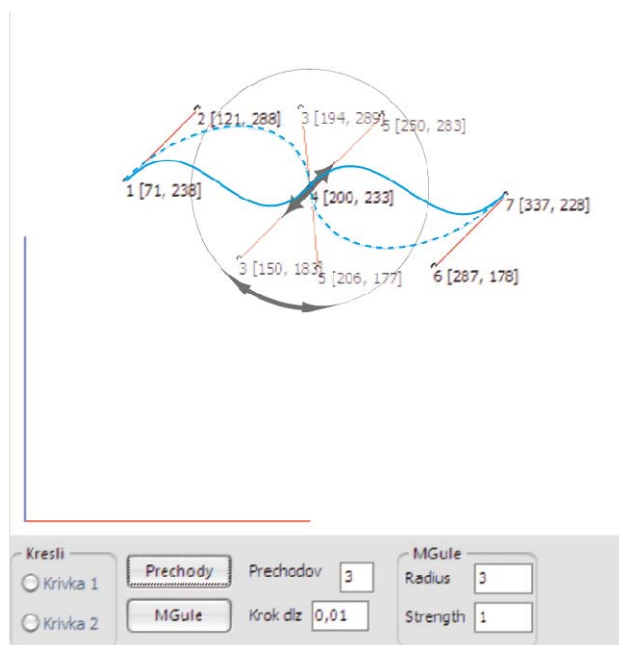 2 [121, 288]
3 [194, 289]
5 [250, 283]
1 [71, 238]
4 [200, 233]
7 [337, 228]
3 [150, 183]
5 [206, 177]
6 [287, 178]
Kresli
Krivka 1
Krivka 2
Prechody
MGule
Prechodov 3
Krok dlz 0,01
MGule
Radius 3
Strength 1